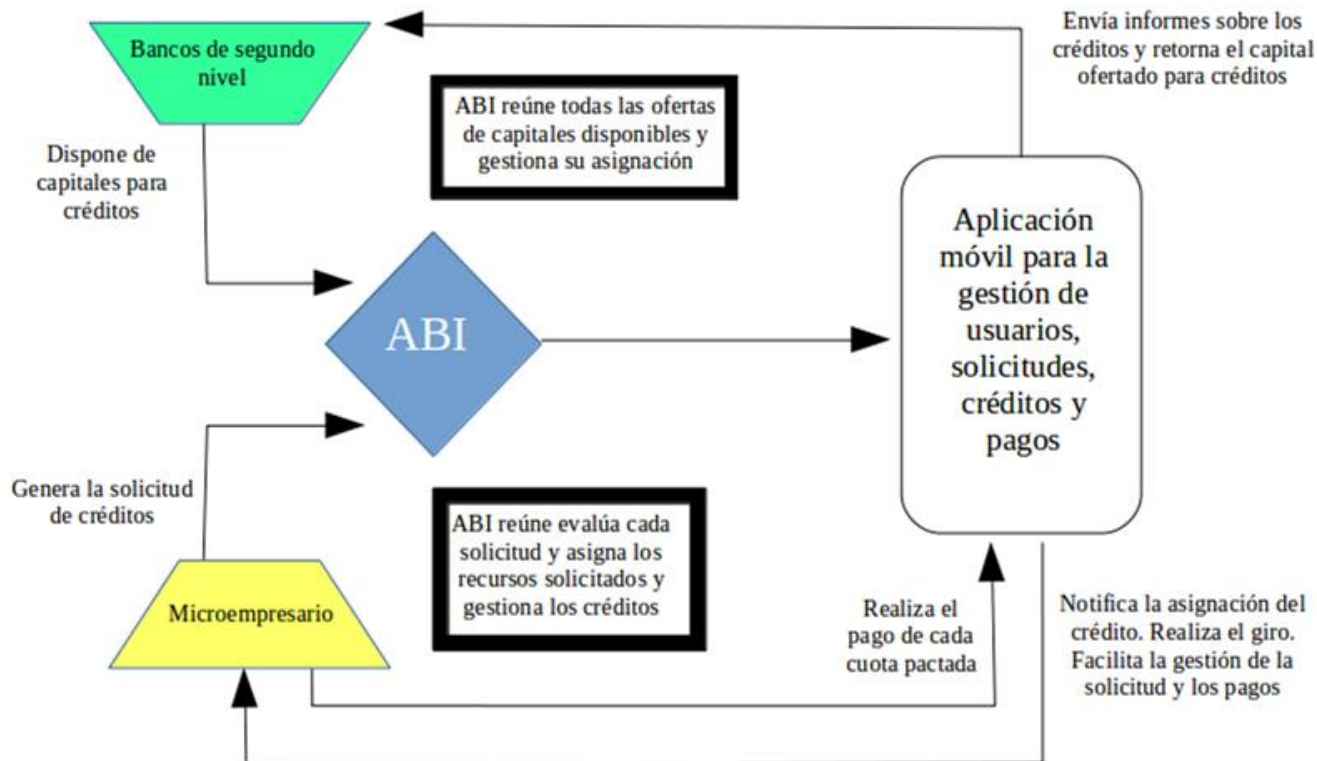 Bancos de segundo
nivel
Envía informes sobre los
créditos y retorna el capital
ofertado para créditos
ABI reúne todas las ofertas
de capitales disponibles y
gestiona su asignación
Dispone de
capitales para
créditos
Aplicación
móvil para la
gestión de
usuarios,
solicitudes,
créditos y
pagos
ABI
Genera la solicitud
de créditos
ABI reúne evalúa cada
solicitud y asigna los
recursos solicitados y
gestiona los créditos
Microempresario
Realiza el
pago de cada
cuota pactada
Notifica la asignación del
crédito. Realiza el giro.
Facilita la gestión de la
solicitud y los pagos